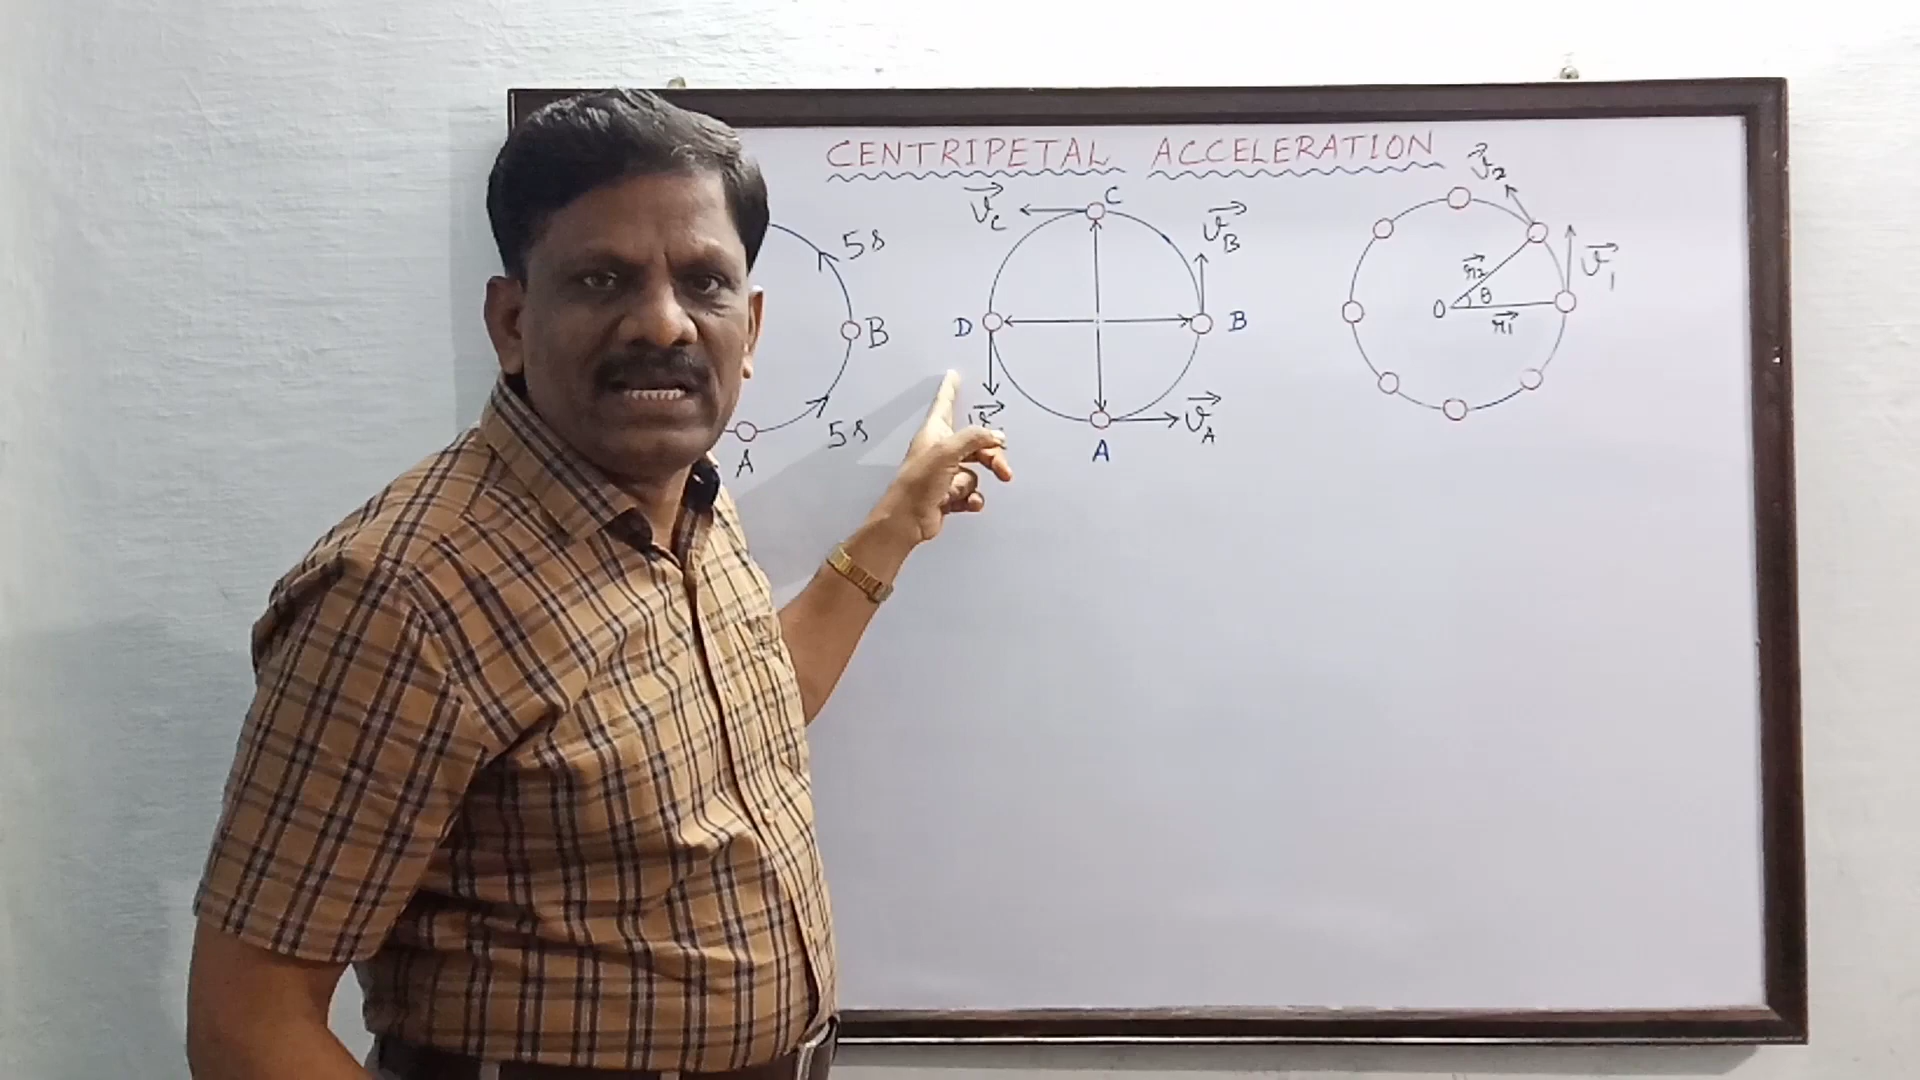 CENTRIPETAL ACCELERATION
5s
B
5s
A
C
v⃗C
v⃗B
D
B
v⃗A
A
v⃗2
v⃗1
r⃗2
θ
O
r⃗1